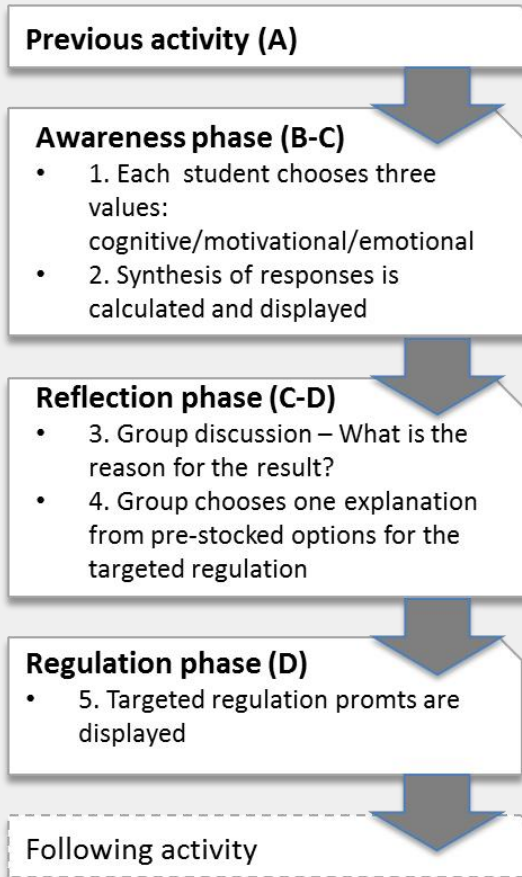 Previous activity (A)
Awareness phase (B-C)
• 1. Each student chooses three
values:
cognitive/motivational/emotional
• 2. Synthesis of responses is
calculated and displayed
Reflection phase (C-D)
• 3. Group discussion – What is the
reason for the result?
• 4. Group chooses one explanation
from pre-stocked options for the
targeted regulation
Regulation phase (D)
• 5. Targeted regulation promts are
displayed
Following activity